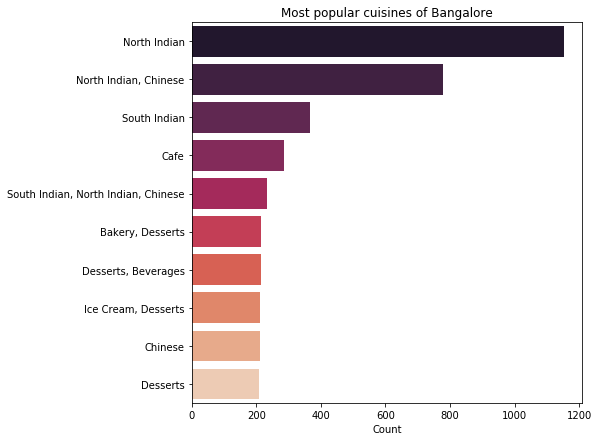 Most popular cuisines of Bangalore
North Indian
North Indian, Chinese
South Indian
Cafe
South Indian, North Indian, Chinese
Bakery, Desserts
Desserts, Beverages
Ice Cream, Desserts
Chinese
Desserts
0 200 400 600 800 1000 1200
Count